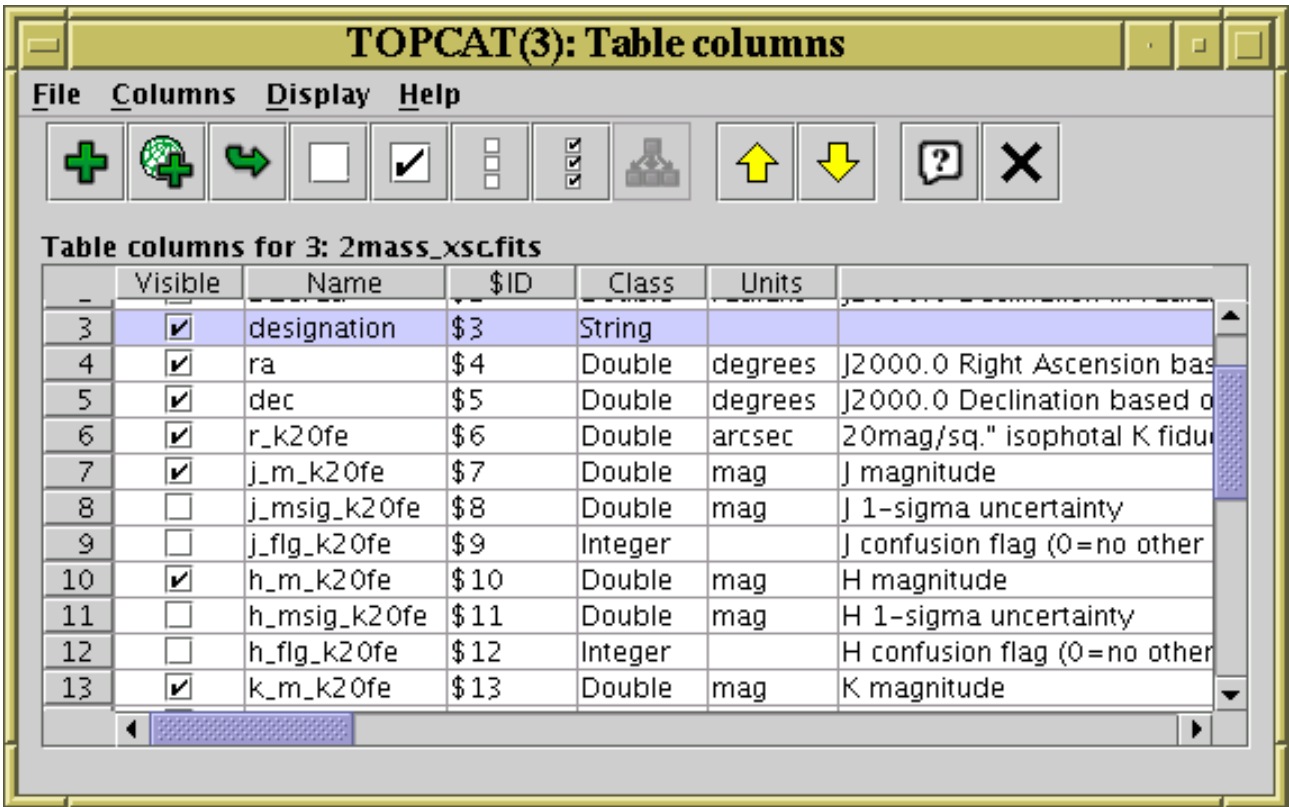 TOPCAT(3): Table columns
File Columns Display Help
Table columns for 3: 2mass_xsc.fits
Visible Name $ID Class Units
3 designation $3 String
4 ra $4 Double degrees J2000.0 Right Ascension bas
5 dec $5 Double degrees J2000.0 Declination based o
6 r_k20fe $6 Double arcsec 20mag/sq." isophotal K fidu
7 j_m_k20fe $7 Double mag J magnitude
8 j_msig_k20fe $8 Double mag J 1-sigma uncertainty
9 j_flg_k20fe $9 Integer J confusion flag (0=no other
10 h_m_k20fe $10 Double mag H magnitude
11 h_msig_k20fe $11 Double mag H 1-sigma uncertainty
12 h_flg_k20fe $12 Integer H confusion flag (0=no other
13 k_m_k20fe $13 Double mag K magnitude